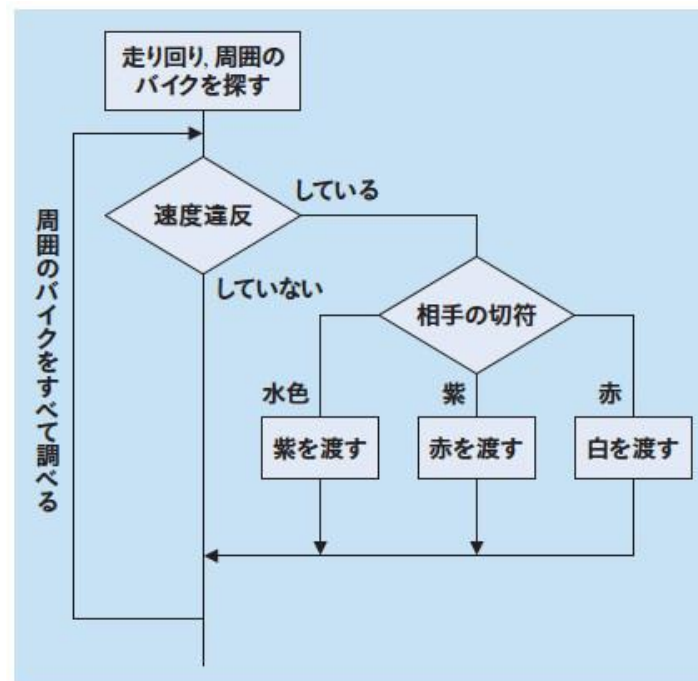 走り回り,周囲の
バイクを探す
速度違反
している
していない
相手の切符
水色
紫
赤
紫を渡す
赤を渡す
白を渡す
周囲のバイクをすべて調べる